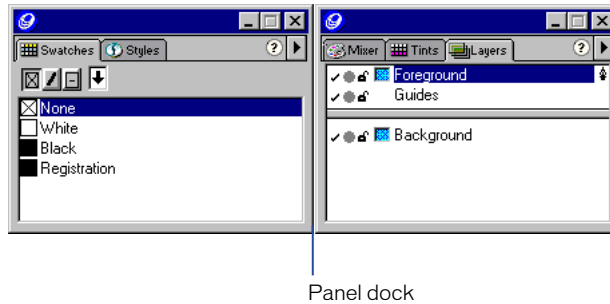 Swatches Styles ?
None
White
Black
Registration
Mixer Tints Layers ?
Foreground
Guides
Background
Panel dock